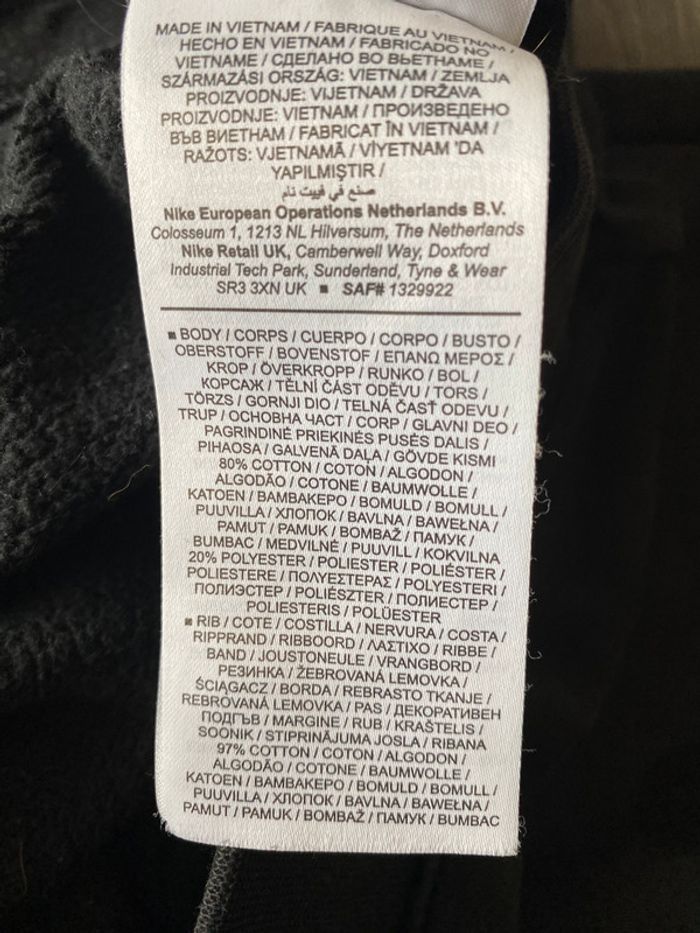 MADE IN VIETNAM / FABRIQUE AU VIETNAM /
HECHO EN VIETNAM / FABRICADO NO
VIETNAME / СДЕЛАНО ВО ВЬЕТНАМЕ /
SZÁRMAZÁSI ORSZÁG: VIETNAM / ZEMLJA
PROIZVODNJE: VIJETNAM / DRŽAVA
PROIZVODNJE: VIETNAM / ПРОИЗВЕДЕНО
ВЪВ ВИЕТНАМ / FABRICAT ÎN VIETNAM /
RAŽOTS: VJETNAMĀ / VİYETNAM 'DA
YAPILMIŞTIR /
صنع في فييت نام
Nike European Operations Netherlands B.V.
Colosseum 1, 1213 NL Hilversum, The Netherlands
Nike Retail UK, Camberwell Way, Doxford
Industrial Tech Park, Sunderland, Tyne & Wear
SR3 3XN UK ■ SAF# 1329922
■ BODY / CORPS / CUERPO / CORPO / BUSTO /
OBERSTOFF / BOVENSTOF / ΕΠΑΝΩ ΜΕΡΟΣ /
KROP / ÖVERKROPP / RUNKO / BOL /
КОРСАЖ / TĚLNÍ ČÁST ODĚVU / TORS /
TÖRZS / GORNJI DIO / TELNÁ ČASŤ ODEVU /
TRUP / ОСНОВНА ЧАСТ / CORP / GLAVNI DEO /
PAGRINDINĖ PRIEKINĖS PUSĖS DALIS /
PIHAOSA / GALVENĀ DAĻA / GÖVDE KISMI
80% COTTON / COTON / ALGODON /
ALGODÃO / COTONE / BAUMWOLLE /
KATOEN / ΒΑΜΒΑΚΕΡΟ / BOMULD / BOMULL /
PUUVILLA / ХЛОПОК / BAVLNA / BAWEŁNA /
PAMUT / PAMUK / BOMBAŽ / ПАМУК /
BUMBAC / MEDVILNĖ / PUUVILL / KOKVILNA
20% POLYESTER / POLIESTER / POLIÉSTER /
POLIESTERE / ΠΟΛΥΕΣΤΕΡΑΣ / POLYESTERI /
ПОЛИЭСТЕР / POLIÉSZTER / ПОЛИЕСТЕР /
POLIESTERIS / POLÜESTER
■ RIB / COTE / COSTILLA / NERVURA / COSTA /
RIPPRAND / RIBBOORD / ΛΑΣΤΙΧΟ / RIBBE /
BAND / JOUSTONEULE / VRANGBORD /
РЕЗИНКА / ŽEBROVANÁ LEMOVKA /
ŚCIĄGACZ / BORDA / REBRASTO TKANJE /
REBROVANÁ LEMOVKA / PAS / ДЕКОРАТИВЕН
ПОДГЪВ / MARGINE / RUB / KRAŠTELIS /
SOONIK / STIPRINĀJUMA JOSLA / RIBANA
97% COTTON / COTON / ALGODON /
ALGODÃO / COTONE / BAUMWOLLE /
KATOEN / ΒΑΜΒΑΚΕΡΟ / BOMULD / BOMULL /
PUUVILLA / ХЛОПОК / BAVLNA / BAWEŁNA /
PAMUT / PAMUK / BOMBAŽ / ПАМУК / BUMBAC